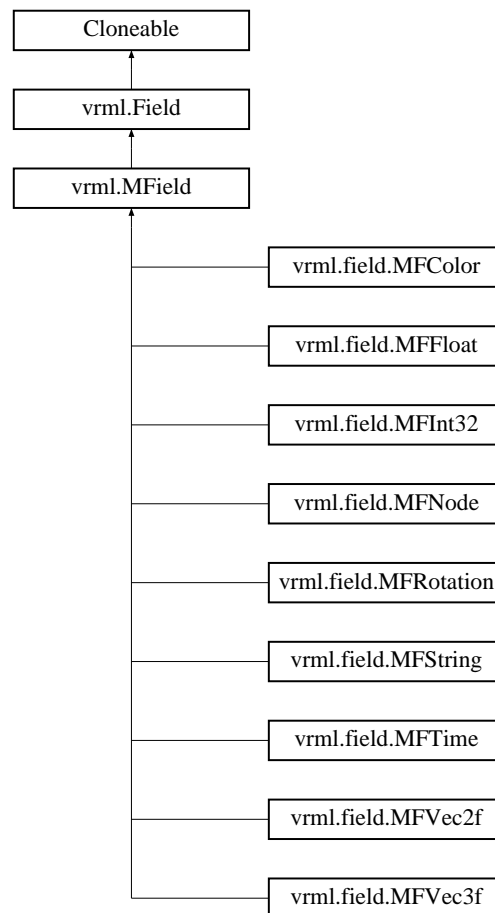 Cloneable
vrml.Field
vrml.MField
vrml.field.MFColor
vrml.field.MFFloat
vrml.field.MFInt32
vrml.field.MFNode
vrml.field.MFRotation
vrml.field.MFString
vrml.field.MFTime
vrml.field.MFVec2f
vrml.field.MFVec3f